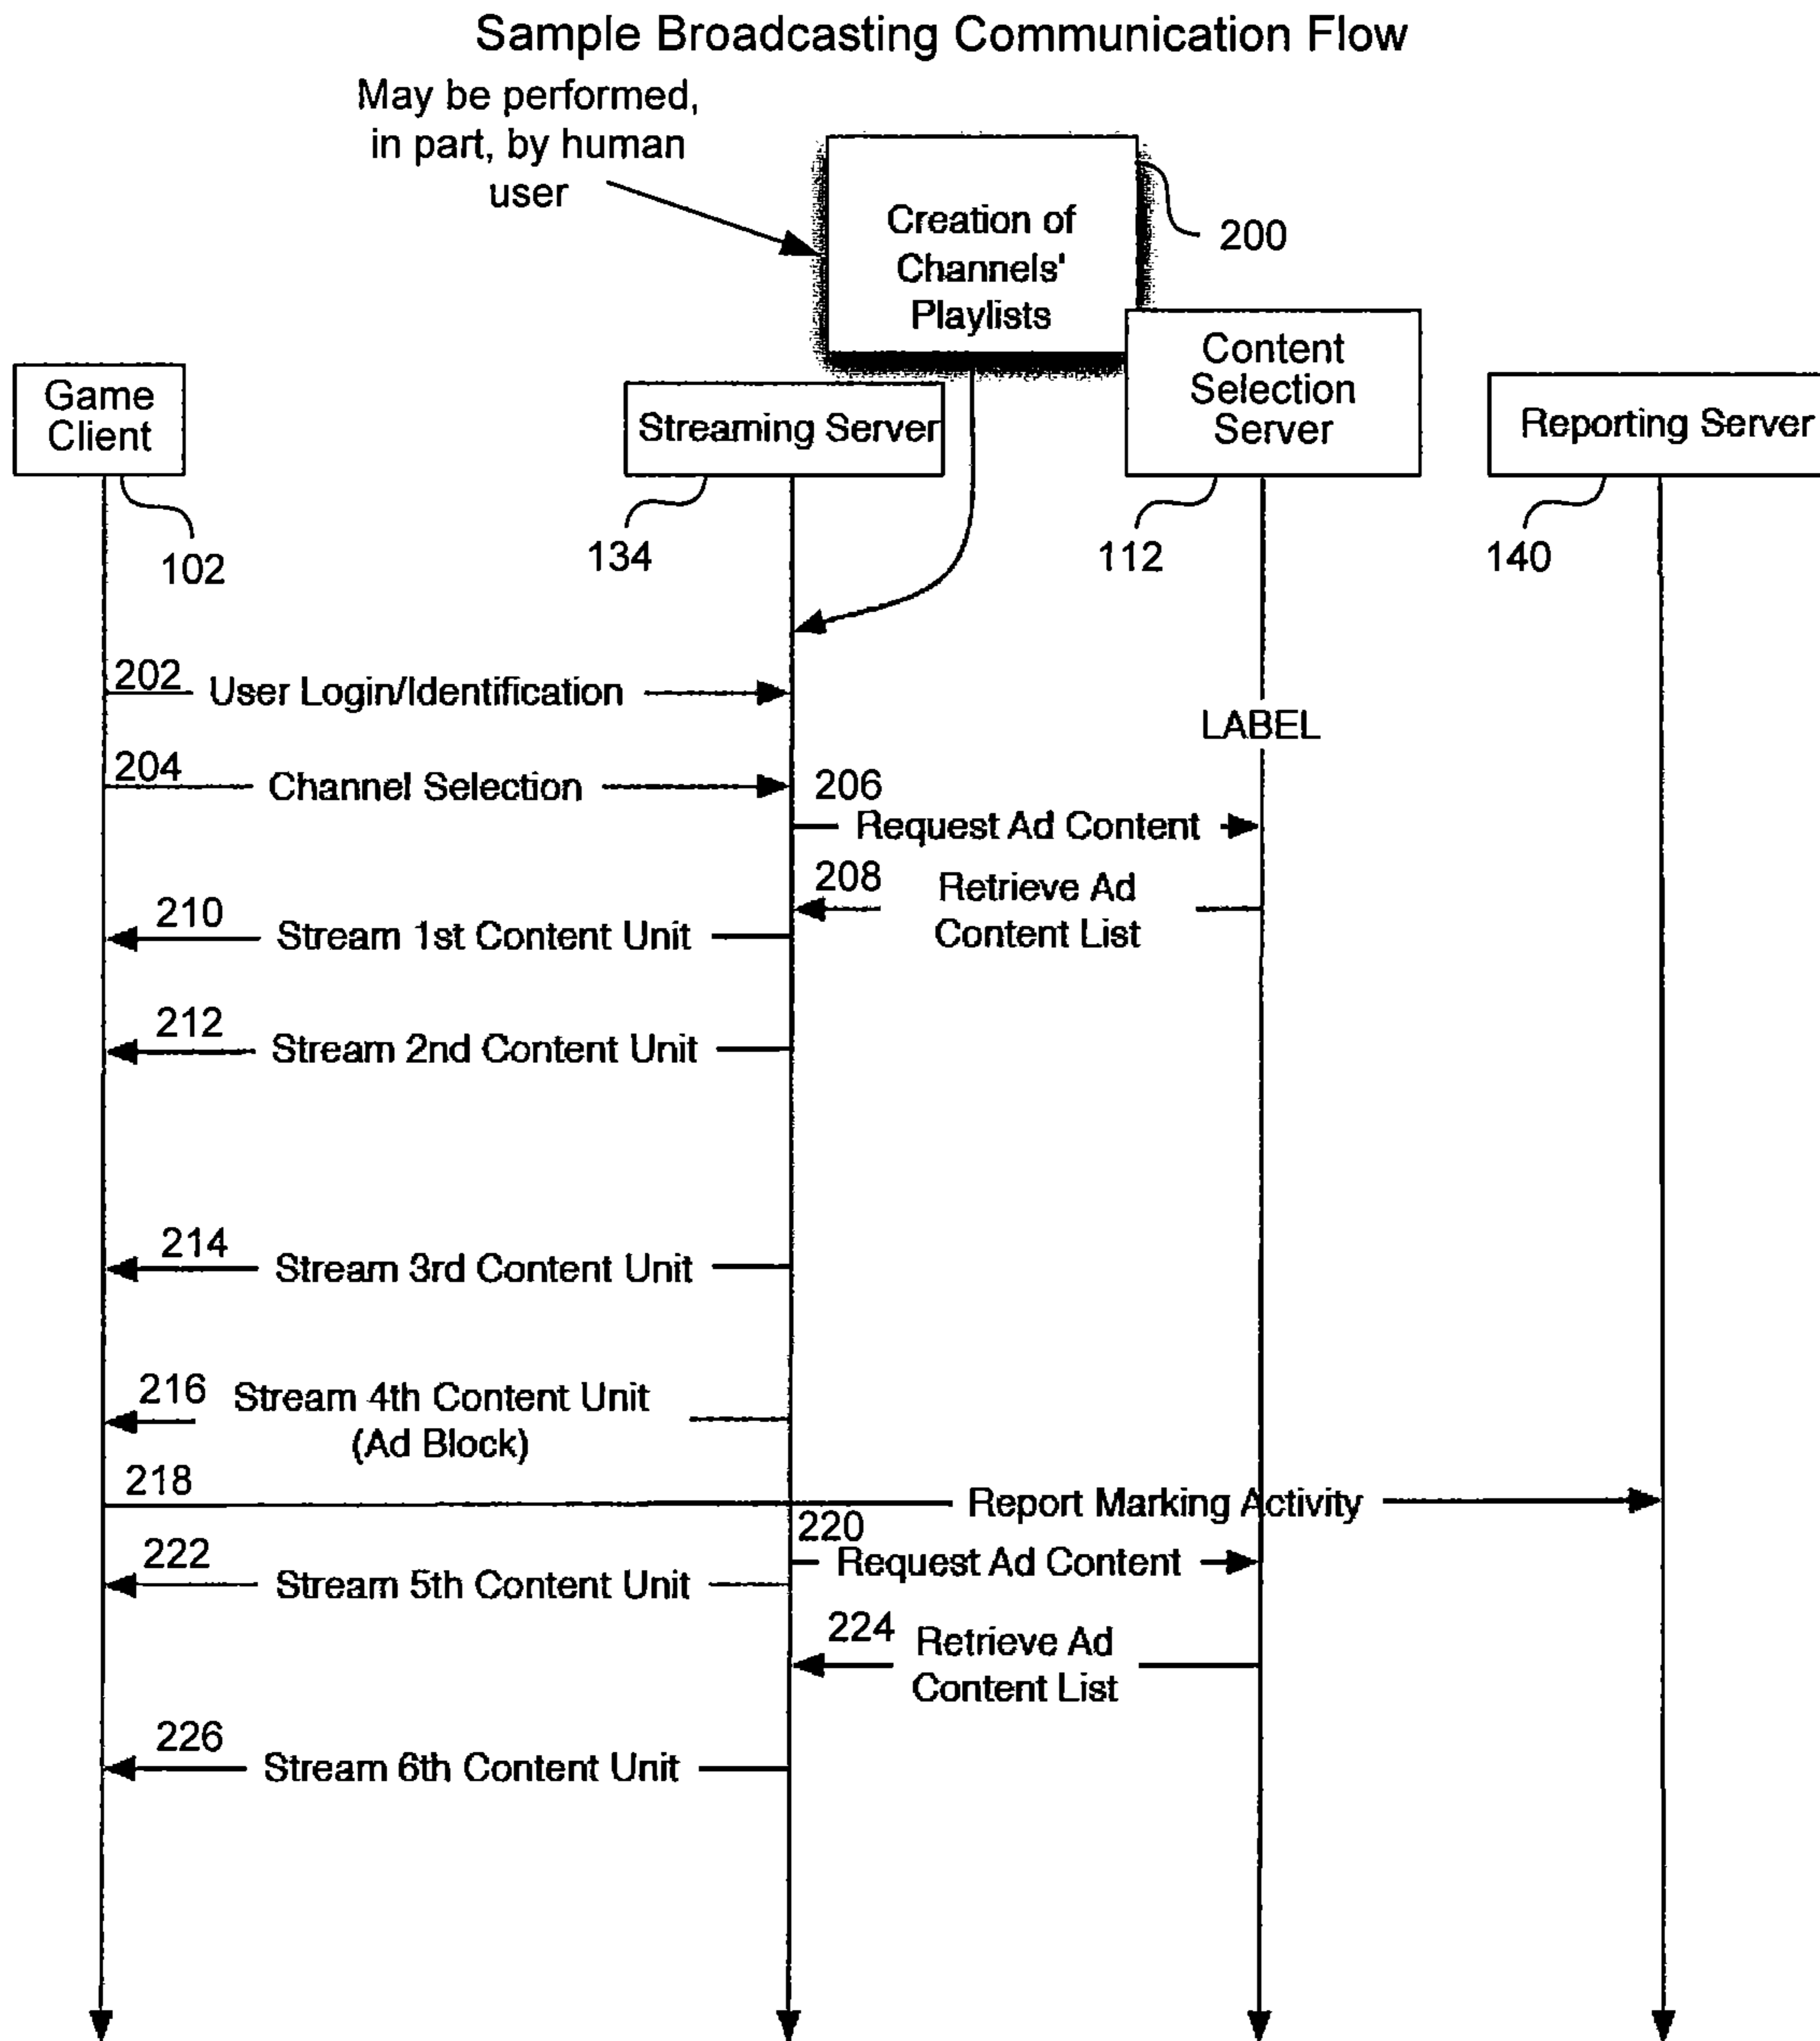 Sample Broadcasting Communication Flow
May be performed,
in part, by human
user
Creation of
Channels'
Playlists
200
Game
Client
Streaming Server
Content
Selection
Server
Reporting Server
102
134
112
140
202
User Login/Identification
LABEL
204
Channel Selection
206
Request Ad Content
208
Retrieve Ad
Content List
210
Stream 1st Content Unit
212
Stream 2nd Content Unit
214
Stream 3rd Content Unit
216
Stream 4th Content Unit
(Ad Block)
218
Report Marking Activity
220
Request Ad Content
222
Stream 5th Content Unit
224
Retrieve Ad
Content List
226
Stream 6th Content Unit